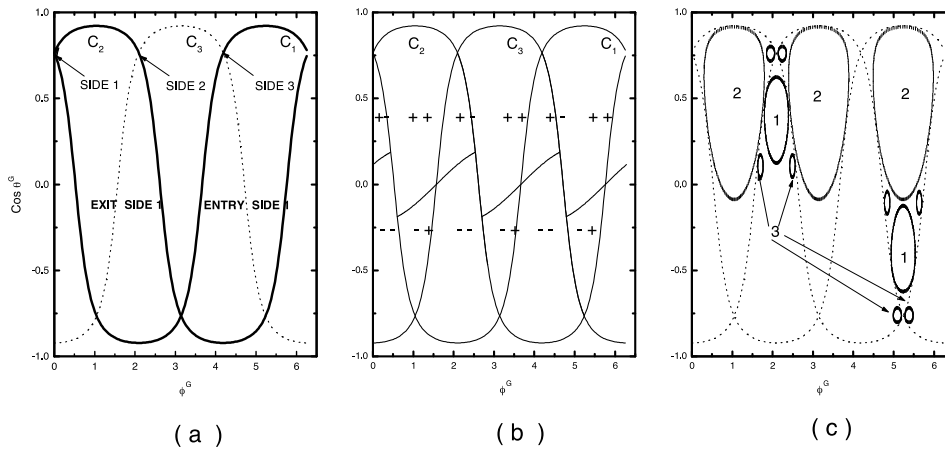 1.0
0.5
0.0
-0.5
-1.0
Cos θ^G
0 1 2 3 4 5 6
ϕ^G
C₂ C₃ C₁
SIDE 1 SIDE 2 SIDE 3
EXIT SIDE 1 ENTRY SIDE 1
(a)
1.0
0.5
0.0
-0.5
-1.0
0 1 2 3 4 5 6
ϕ^G
C₂ C₃ C₁
+- ++ +- ++ +- ++
-- -+ -- -+ -- -+
(b)
1.0
0.5
0.0
-0.5
-1.0
0 1 2 3 4 5 6
ϕ^G
2 2 2
1
3
1
(c)